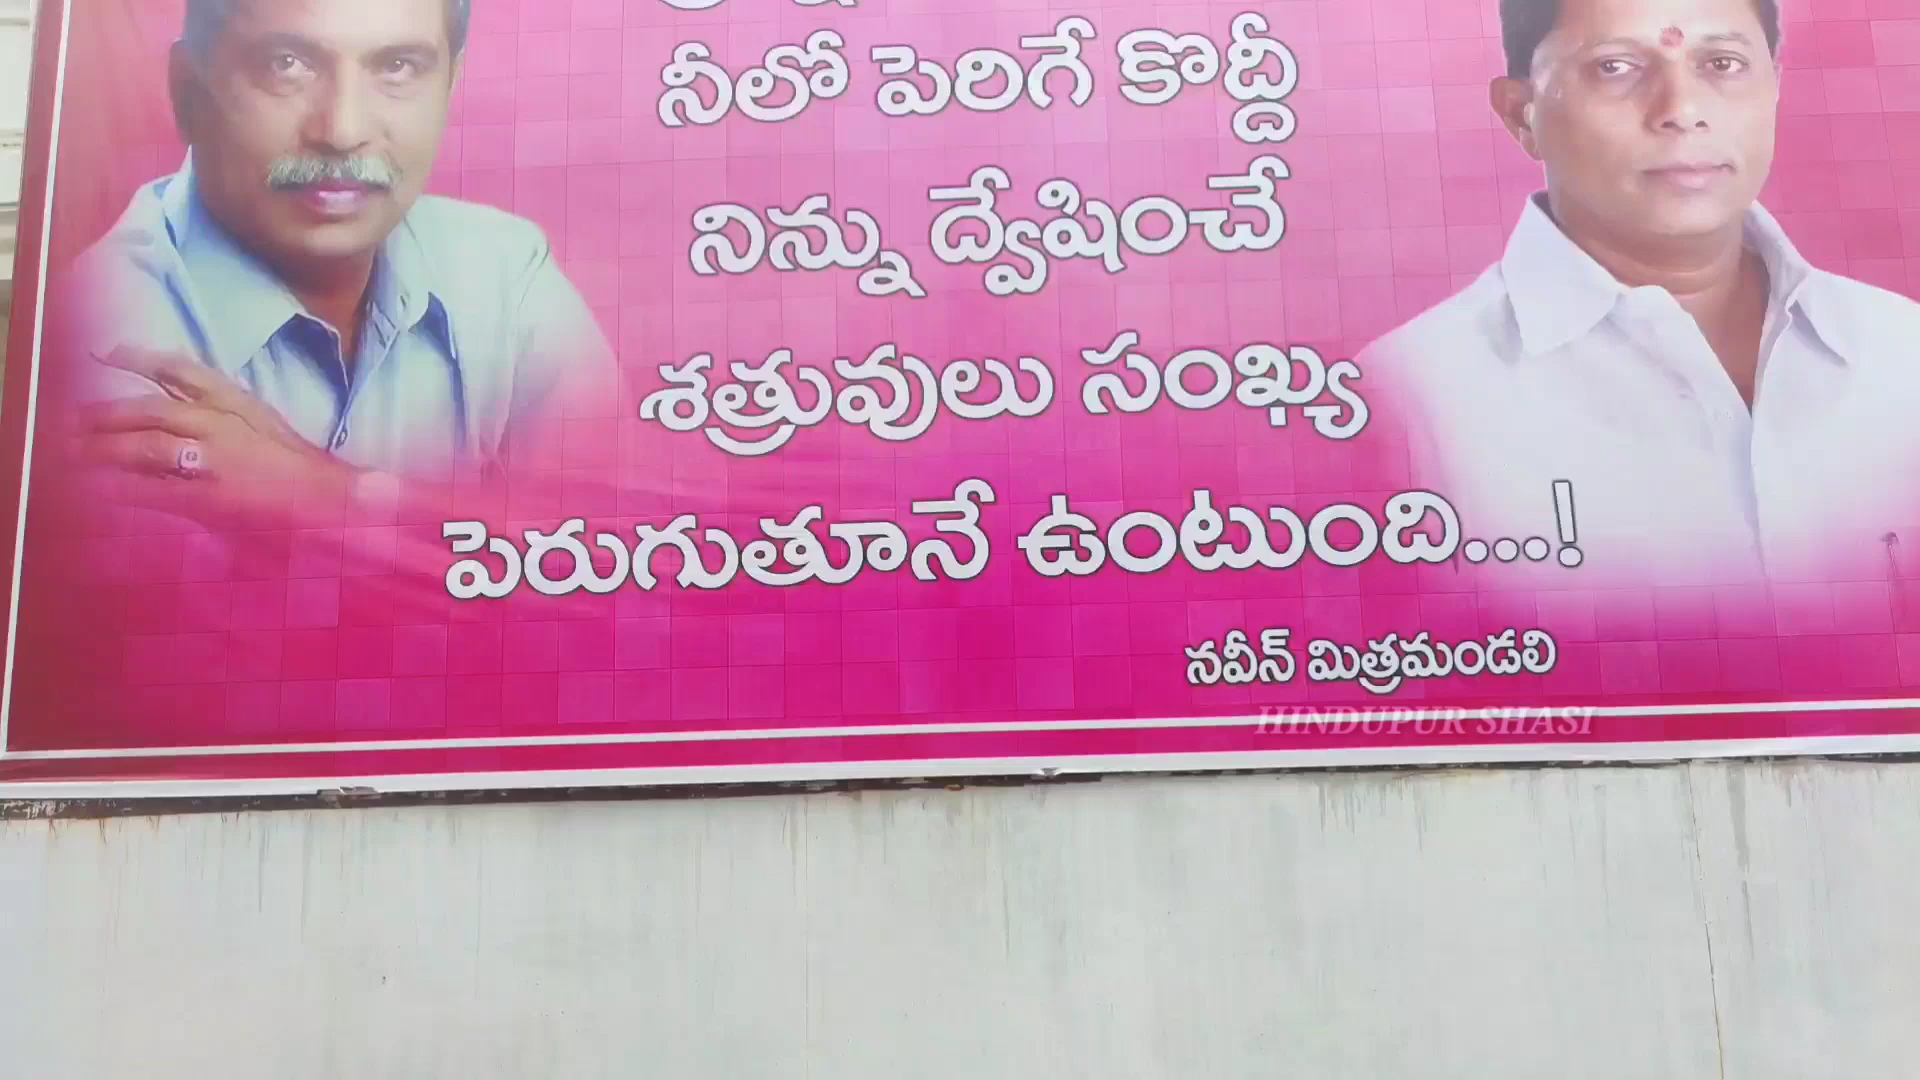 నీలో పెరిగే కొద్దీ
నిన్ను ద్వేషించే
శత్రువులు సంఖ్య
పెరుగుతూనే ఉంటుంది...!
నవీన్ మిత్రమండలి
HINDUPUR SHASI